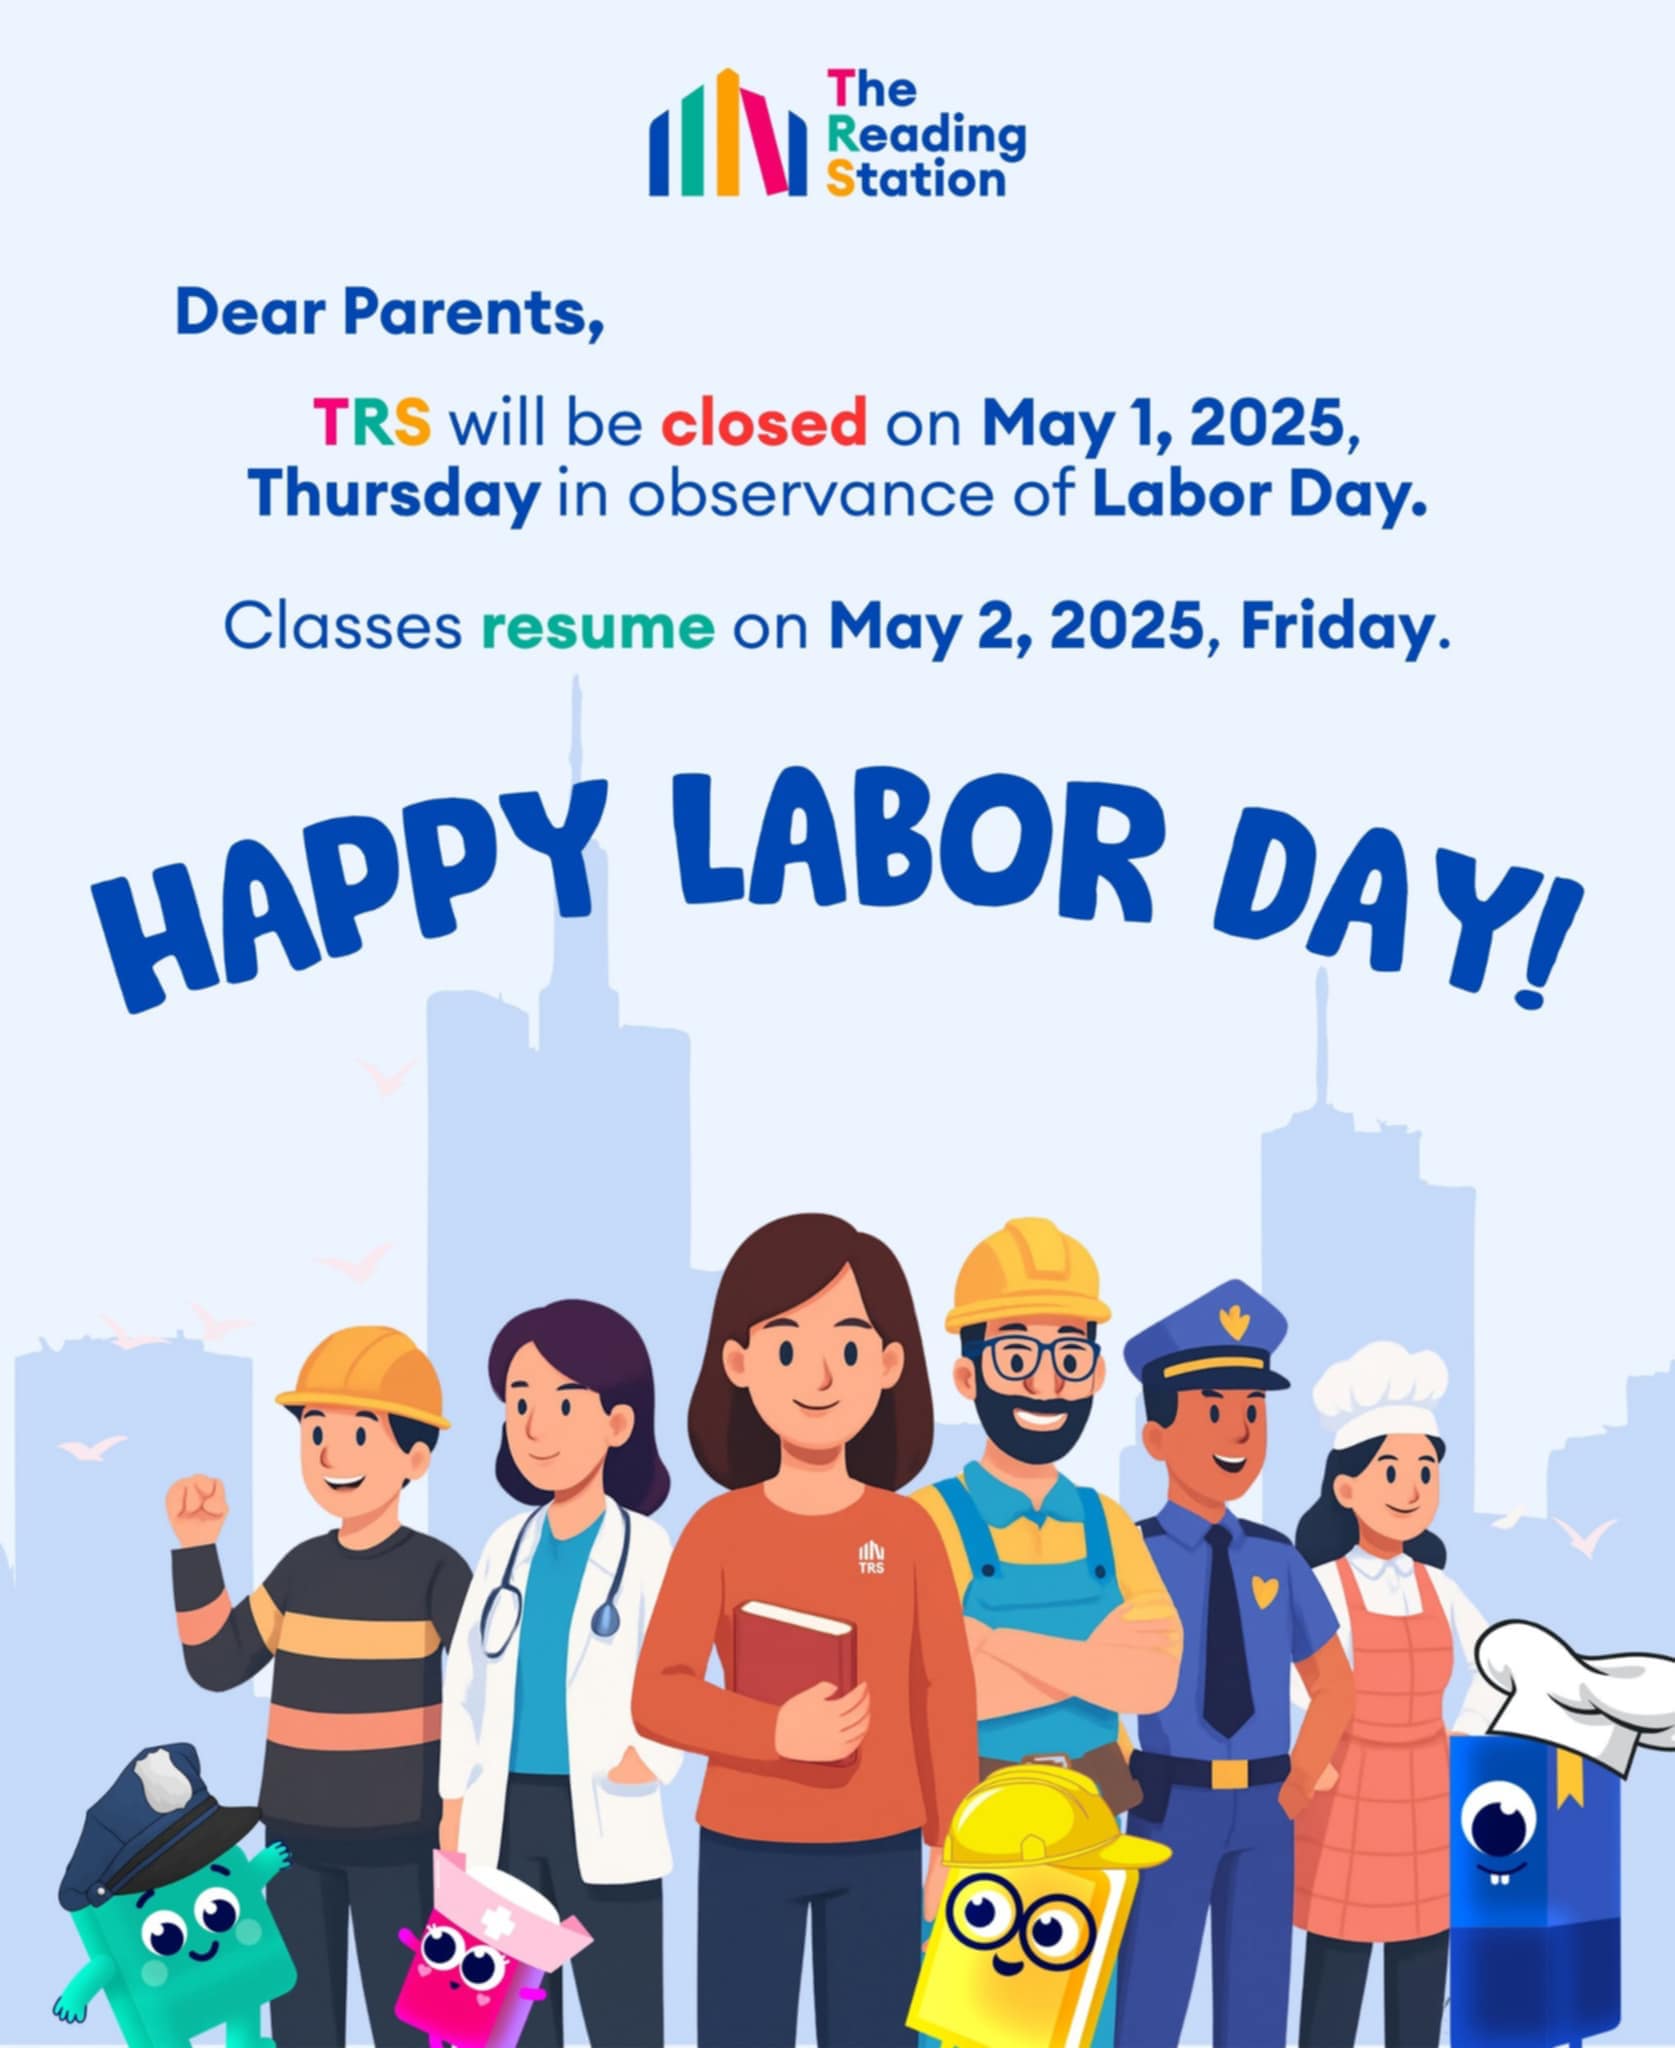 The
Reading
Station
Dear Parents,
TRS will be closed on May 1, 2025,
Thursday in observance of Labor Day.
Classes resume on May 2, 2025, Friday.
HAPPY LABOR DAY!
TRS